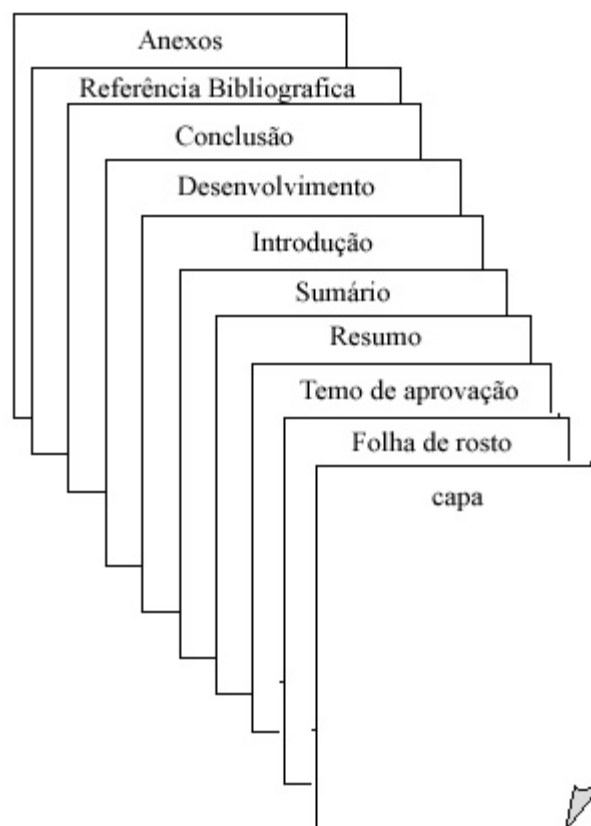 Anexos
Referência Bibliografica
Conclusão
Desenvolvimento
Introdução
Sumário
Resumo
Temo de aprovação
Folha de rosto
capa